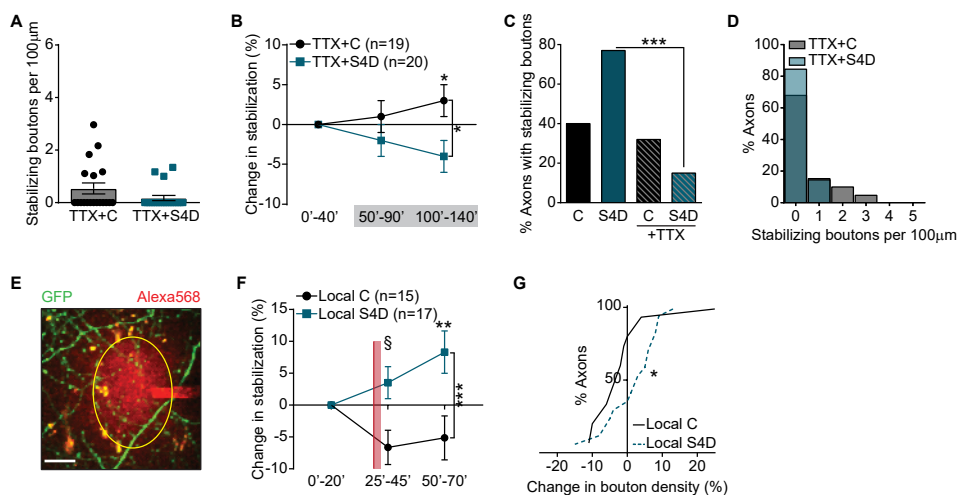 A
Stabilizing boutons per 100μm
6
4
2
0
TTX+C
TTX+S4D
B
Change in stabilization (%)
TTX+C (n=19)
TTX+S4D (n=20)
10
5
0
-5
-10
*
*
0'-40'
50'-90'
100'-140'
C
% Axons with stabilizing boutons
80
60
40
20
0
***
C
S4D
C
S4D
+TTX
D
% Axons
TTX+C
TTX+S4D
100
80
60
40
20
0
0
1
2
3
4
5
Stabilizing boutons per 100μm
E
GFP
Alexa568
F
Change in stabilization (%)
Local C (n=15)
Local S4D (n=17)
15
10
5
0
-5
-10
§
**
***
0'-20'
25'-45'
50'-70'
G
% Axons
100
50
*
Local C
Local S4D
-20
-10
0
10
20
Change in bouton density (%)